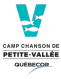 CAMP CHANSON DE
PETITE-VALLÉE
QUÉBECOR